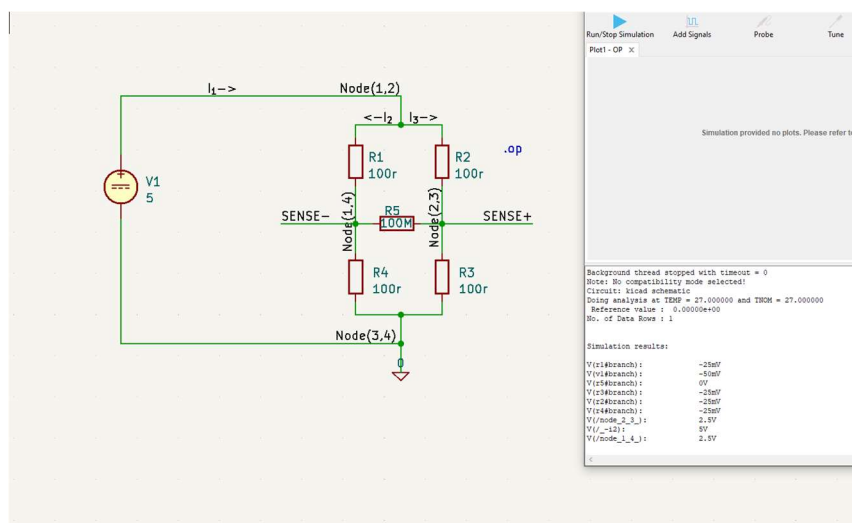 I₁->
Node(1,2)
<-I₂ I₃->
R1
100r
R2
100r
.op
V1
5
Node(1,4)
Node(2,3)
SENSE-
R5
100M
SENSE+
R4
100r
R3
100r
Node(3,4)
0
Run/Stop Simulation Add Signals Probe Tune
Plot1 - OP x
Simulation provided no plots. Please refer
Background thread stopped with timeout = 0
Note: No compatibility mode selected!
Circuit: kicad schematic
Doing analysis at TEMP = 27.000000 and TNOM = 27.000000
Reference value : 0.00000e+00
No. of Data Rows : 1
Simulation results:
V(r1#branch): -25mV
V(v1#branch): -50mV
V(r5#branch): 0V
V(r3#branch): -25mV
V(r2#branch): -25mV
V(r4#branch): -25mV
V(/node_2_3_): 2.5V
V(/_-i2): 5V
V(/node_1_4_): 2.5V